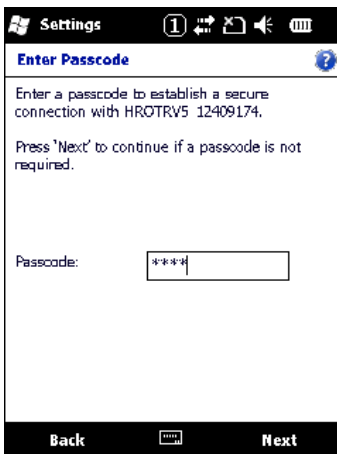 Settings
1
Enter Passcode
?
Enter a passcode to establish a secure
connection with HROTRV5 12409174.
Press 'Next' to continue if a passcode is not
required.
Passcode: ****
Back Next